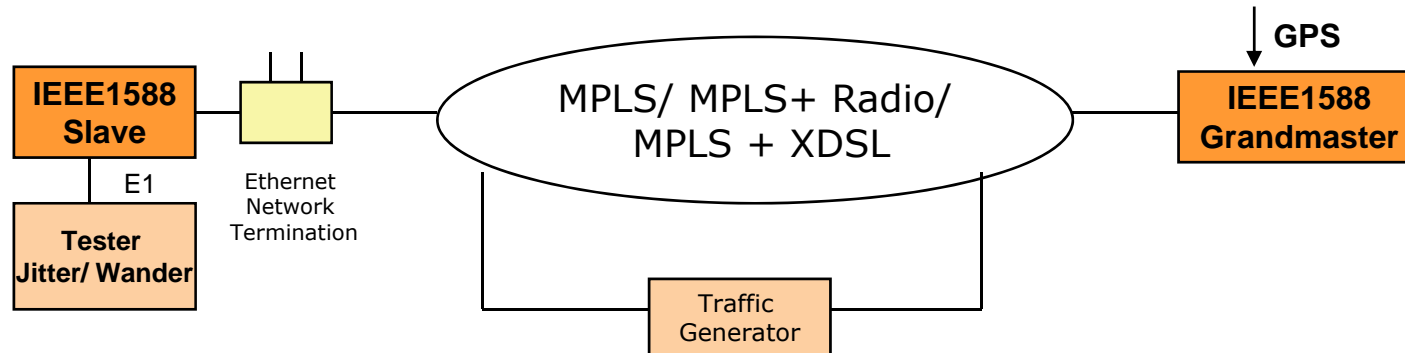 IEEE1588
Slave
E1
Tester
Jitter/ Wander
Ethernet
Network
Termination
MPLS/ MPLS+ Radio/
MPLS + XDSL
Traffic
Generator
GPS
IEEE1588
Grandmaster